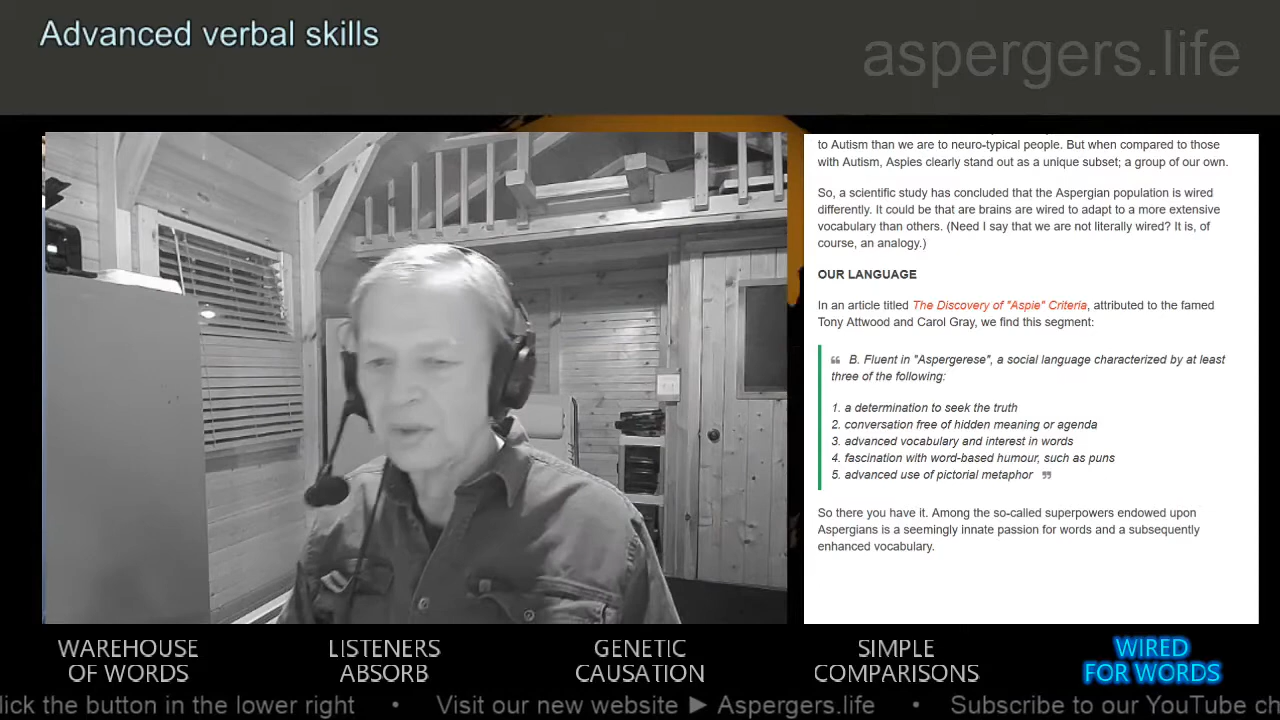 Advanced verbal skills
aspergers.life
to Autism than we are to neuro-typical people. But when compared to those
with Autism, Aspies clearly stand out as a unique subset; a group of our own.
So, a scientific study has concluded that the Aspergian population is wired
differently. It could be that are brains are wired to adapt to a more extensive
vocabulary than others. (Need I say that we are not literally wired? It is, of
course, an analogy.)
OUR LANGUAGE
In an article titled The Discovery of "Aspie" Criteria, attributed to the famed
Tony Attwood and Carol Gray, we find this segment:
❝ B. Fluent in "Aspergerese", a social language characterized by at least
three of the following:
1. a determination to seek the truth
2. conversation free of hidden meaning or agenda
3. advanced vocabulary and interest in words
4. fascination with word-based humour, such as puns
5. advanced use of pictorial metaphor ❞
So there you have it. Among the so-called superpowers endowed upon
Aspergians is a seemingly innate passion for words and a subsequently
enhanced vocabulary.
WAREHOUSE
OF WORDS
LISTENERS
ABSORB
GENETIC
CAUSATION
SIMPLE
COMPARISONS
WIRED
FOR WORDS
lick the button in the lower right • Visit our new website ► Aspergers.life • Subscribe to our YouTube ch